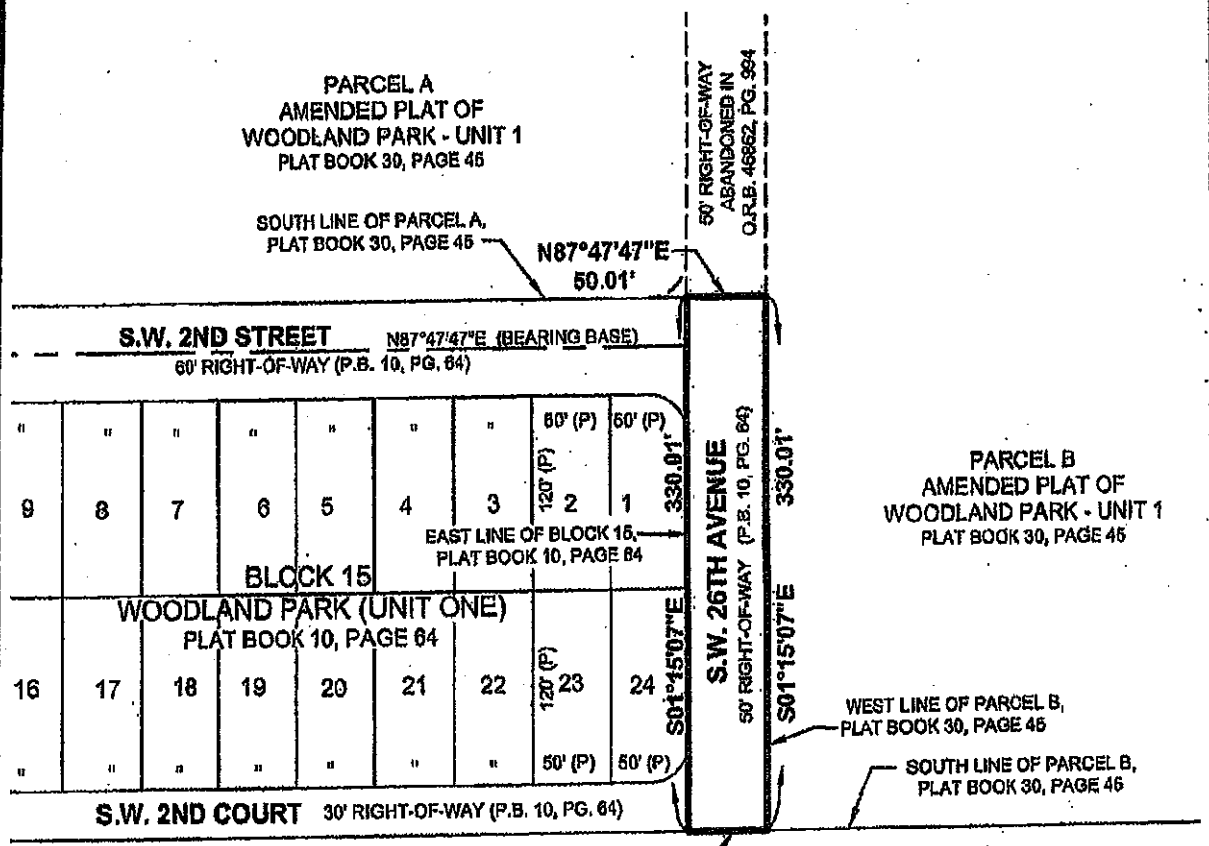 PARCEL A
AMENDED PLAT OF
WOODLAND PARK - UNIT 1
PLAT BOOK 30, PAGE 45
50' RIGHT-OF-WAY
ABANDONED IN
O.R.B. 46862, PG. 994
SOUTH LINE OF PARCEL A,
PLAT BOOK 30, PAGE 45
N87°47'47"E
50.01'
S.W. 2ND STREET N87°47'47"E (BEARING BASE)
60' RIGHT-OF-WAY (P.B. 10, PG. 64)
" " " " " " " 60' (P) 50' (P)
120' (P)
9 8 7 6 5 4 3 2 1
EAST LINE OF BLOCK 15,
PLAT BOOK 10, PAGE 64
S01°15'07"E 330.01'
S.W. 26TH AVENUE
50' RIGHT-OF-WAY (P.B. 10, PG. 64)
S01°15'07"E 330.01'
PARCEL B
AMENDED PLAT OF
WOODLAND PARK - UNIT 1
PLAT BOOK 30, PAGE 45
BLOCK 15
WOODLAND PARK (UNIT ONE)
PLAT BOOK 10, PAGE 64
120' (P)
16 17 18 19 20 21 22 23 24
" " " " " " " 50' (P) 50' (P)
WEST LINE OF PARCEL B,
PLAT BOOK 30, PAGE 45
SOUTH LINE OF PARCEL B,
PLAT BOOK 30, PAGE 45
S.W. 2ND COURT 30' RIGHT-OF-WAY (P.B. 10, PG. 64)